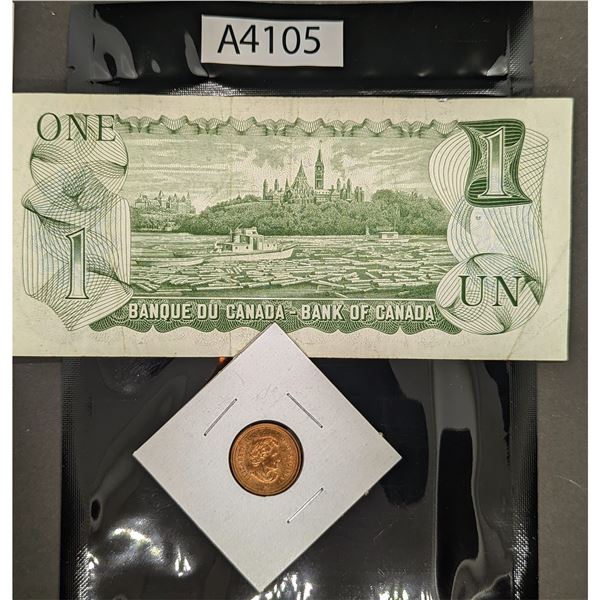 A4105
ONE
1
1
UN
BANQUE DU CANADA - BANK OF CANADA